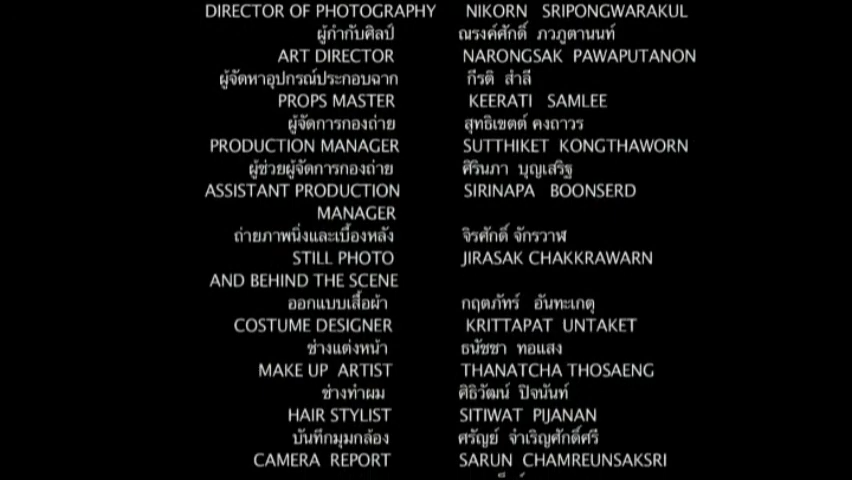 DIRECTOR OF PHOTOGRAPHY NIKORN SRIPONGWARAKUL
ผู้กำกับศิลป์ ณรงค์ศักดิ์ ภวภูตานนท์
ART DIRECTOR NARONGSAK PAWAPUTANON
ผู้จัดหาอุปกรณ์ประกอบฉาก กีรติ สำลี
PROPS MASTER KEERATI SAMLEE
ผู้จัดการกองถ่าย สุทธิเขตต์ คงถาวร
PRODUCTION MANAGER SUTTHIKET KONGTHAWORN
ผู้ช่วยผู้จัดการกองถ่าย ศิรินภา บุญเสริฐ
ASSISTANT PRODUCTION SIRINAPA BOONSERD
MANAGER
ถ่ายภาพนิ่งและเบื้องหลัง จิรศักดิ์ จักรวาฬ
STILL PHOTO JIRASAK CHAKKRAWARN
AND BEHIND THE SCENE
ออกแบบเสื้อผ้า กฤตภัทร์ อันทะเกตุ
COSTUME DESIGNER KRITTAPAT UNTAKET
ช่างแต่งหน้า ธนัชชา ทอแสง
MAKE UP ARTIST THANATCHA THOSAENG
ช่างทำผม ศิธิวัฒน์ ปิจนันท์
HAIR STYLIST SITIWAT PIJANAN
บันทึกมุมกล้อง ศรัญย์ จำเริญศักดิ์ศรี
CAMERA REPORT SARUN CHAMREUNSAKSRI